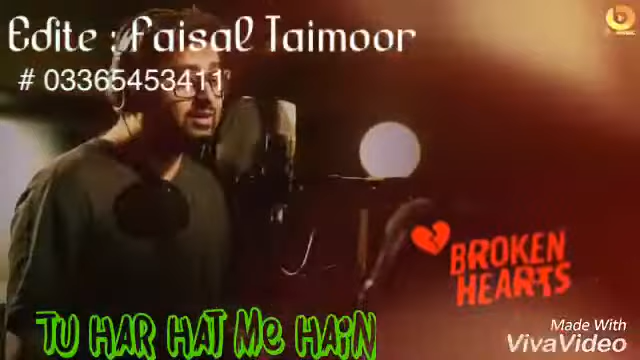 Edite : Faisal Taimoor
# 03365453411
BROKEN
HEARTS
TU HAR HAT Me HAiN
Made With
VivaVideo